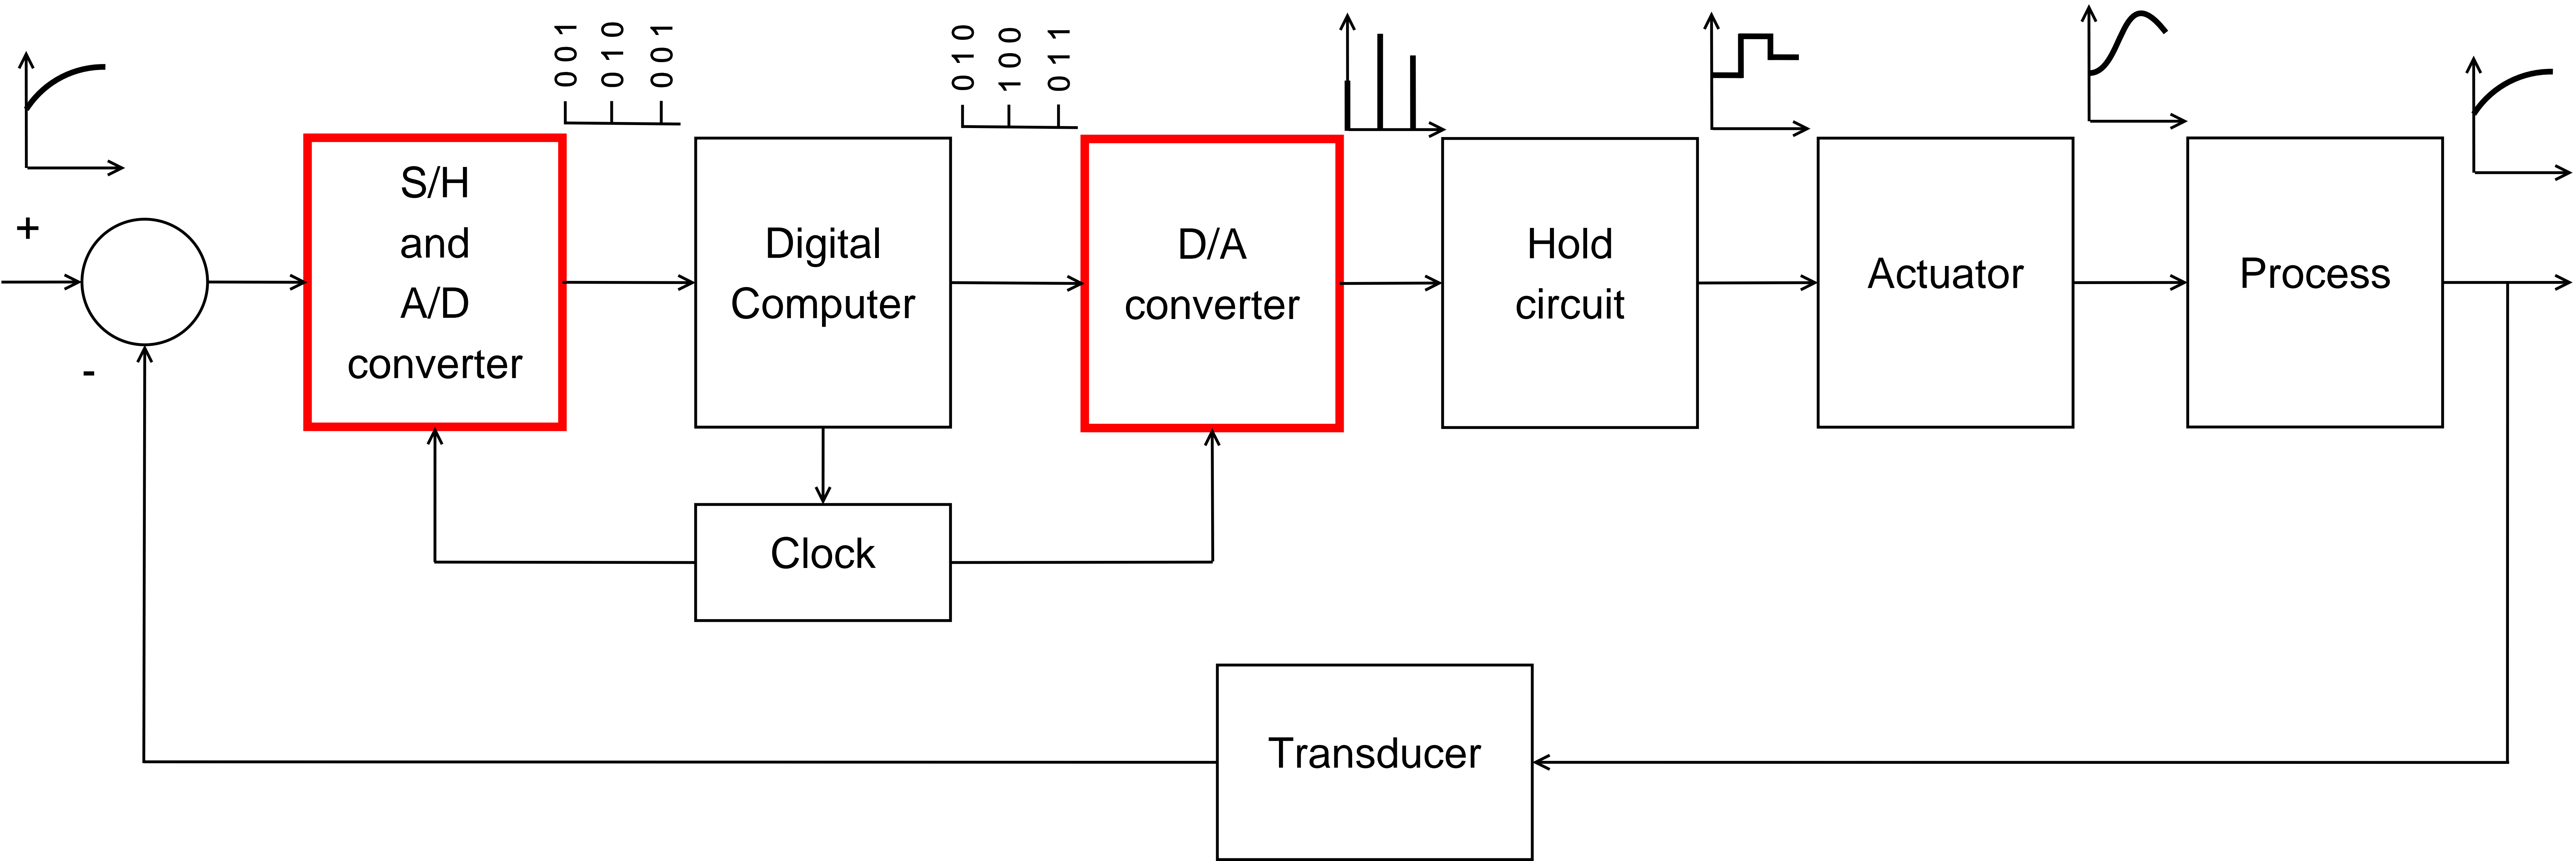 0 0 1
0 1 0
0 0 1
0 1 0
1 0 0
0 1 1
+
-
S/H
and
A/D
converter
Digital
Computer
D/A
converter
Hold
circuit
Actuator
Process
Clock
Transducer